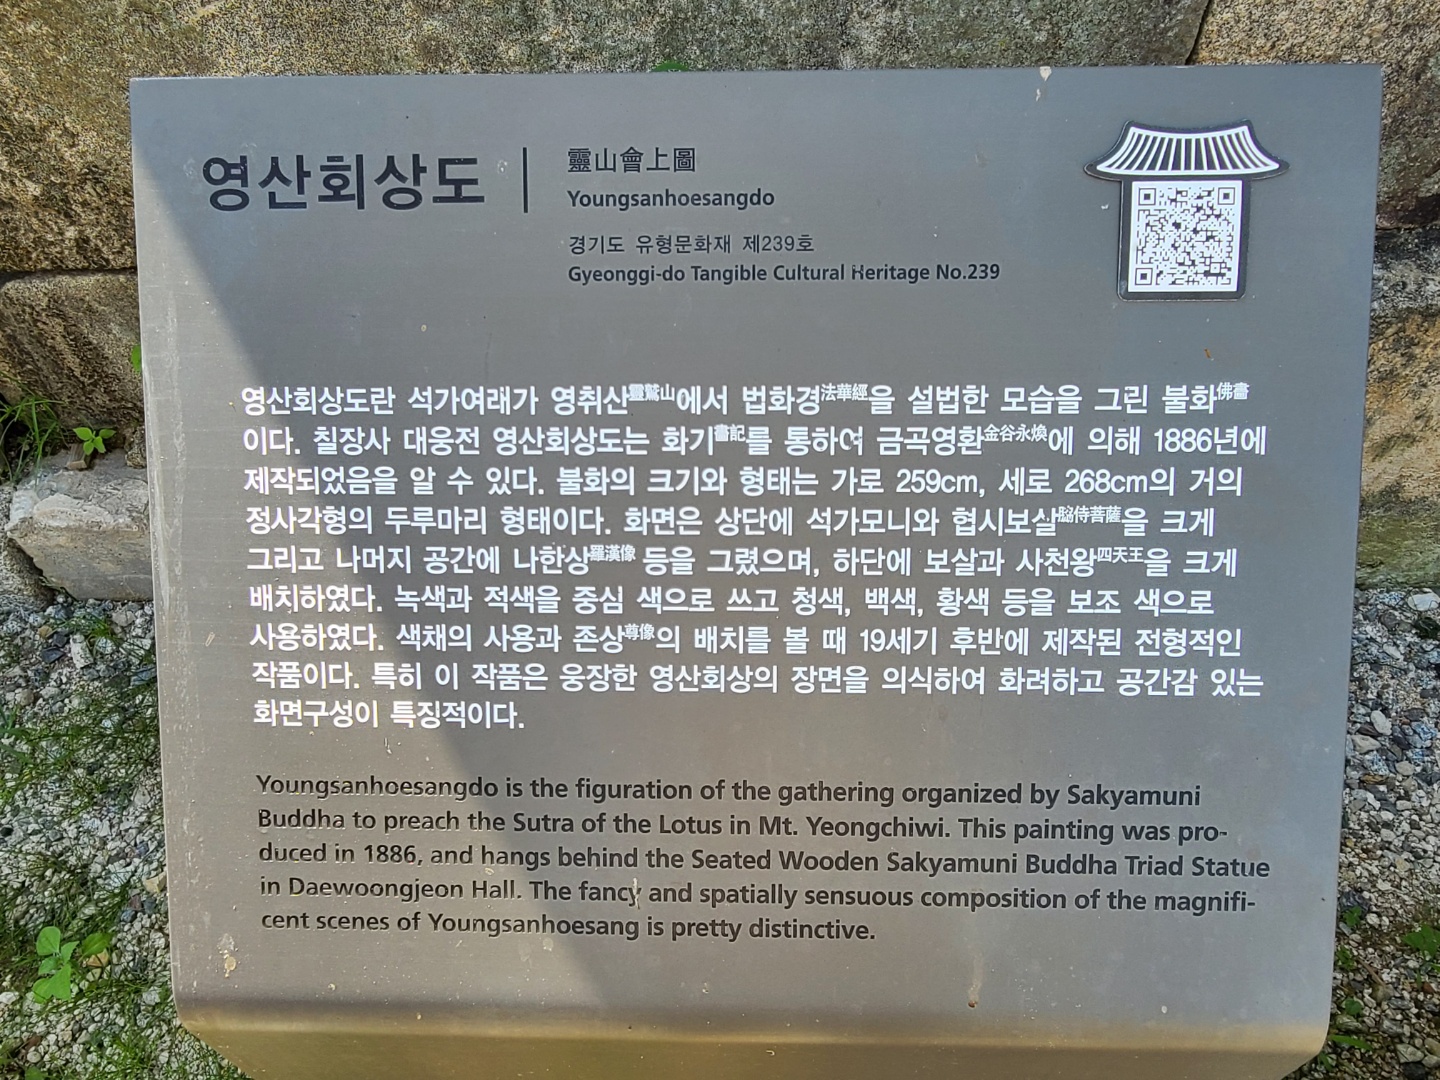 영산회상도
靈山會上圖
Youngsanhoesangdo
경기도 유형문화재 제239호
Gyeonggi-do Tangible Cultural Heritage No.239
영산회상도란 석가여래가 영취산靈鷲山에서 법화경法華經을 설법한 모습을 그린 불화佛畵
이다. 칠장사 대웅전 영산회상도는 화기畵記를 통하여 금곡영환金谷永煥에 의해 1886년에
제작되었음을 알 수 있다. 불화의 크기와 형태는 가로 259cm, 세로 268cm의 거의
정사각형의 두루마리 형태이다. 화면은 상단에 석가모니와 협시보살脇侍菩薩을 크게
그리고 나머지 공간에 나한상羅漢像 등을 그렸으며, 하단에 보살과 사천왕四天王을 크게
배치하였다. 녹색과 적색을 중심 색으로 쓰고 청색, 백색, 황색 등을 보조 색으로
사용하였다. 색채의 사용과 존상尊像의 배치를 볼 때 19세기 후반에 제작된 전형적인
작품이다. 특히 이 작품은 웅장한 영산회상의 장면을 의식하여 화려하고 공간감 있는
화면구성이 특징적이다.
Youngsanhoesangdo is the figuration of the gathering organized by Sakyamuni
Buddha to preach the Sutra of the Lotus in Mt. Yeongchiwi. This painting was pro-
duced in 1886, and hangs behind the Seated Wooden Sakyamuni Buddha Triad Statue
in Daewoongjeon Hall. The fancy and spatially sensuous composition of the magnifi-
cent scenes of Youngsanhoesang is pretty distinctive.